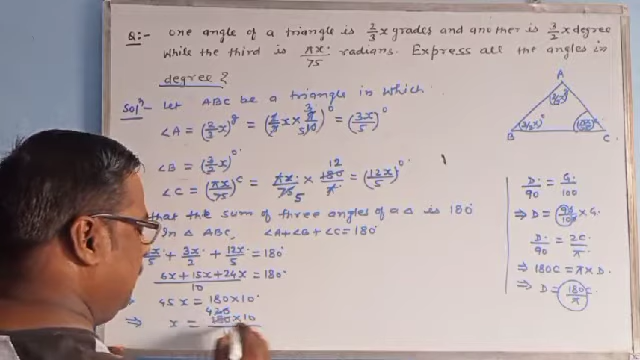 Q:- One angle of a triangle is 2/3 x grades and another is 3/2 x degree
while the third is πx/75 radians. Express all the angles in
degree?
Solⁿ:- Let ABC be a triangle in which
∠A = (2/3 x)^g = (2/3 x × 9/10)° = (3x/5)°
∠B = (3/2 x)°
∠C = (πx/75)^c = πx/75 × 180/π = (12x/5)°
that the sum of three angles of a Δ is 180°
In Δ ABC, ∠A+∠B+∠C = 180°
+ 3x/2 + 12x/5 = 180°
6x + 15x + 24x / 10 = 180°
45x = 180×10
⇒ x =
A
B
C
D/90 = G/100
⇒ D = (90/100) × G
D/90 = 2C/π
⇒ 180C = π × D
⇒ D = (180C/π)